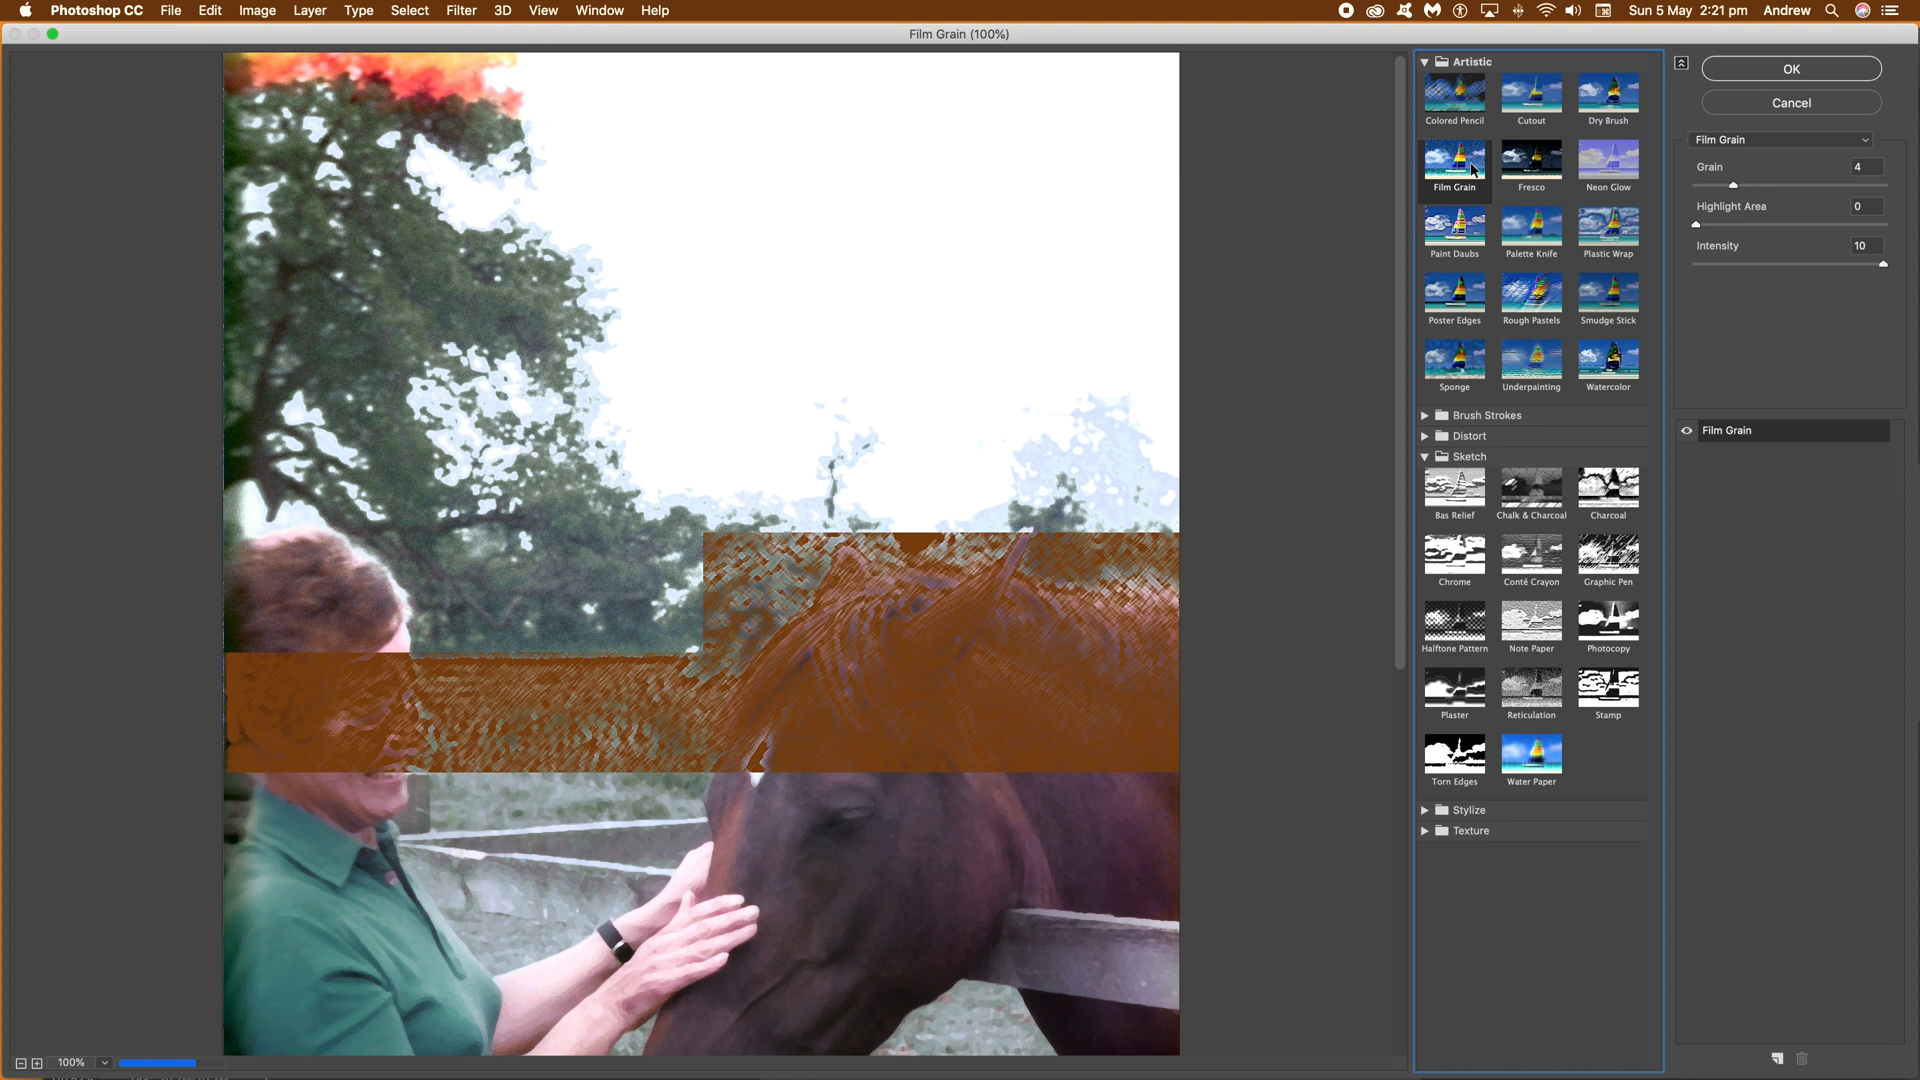 Photoshop CC File Edit Image Layer Type Select Filter 3D View Window Help Sun 5 May 2:21 pm Andrew
Film Grain (100%)
Artistic
Colored Pencil Cutout Dry Brush
Film Grain Fresco Neon Glow
Paint Daubs Palette Knife Plastic Wrap
Poster Edges Rough Pastels Smudge Stick
Sponge Underpainting Watercolor
Brush Strokes
Distort
Sketch
Bas Relief Chalk & Charcoal Charcoal
Chrome Conté Crayon Graphic Pen
Halftone Pattern Note Paper Photocopy
Plaster Reticulation Stamp
Torn Edges Water Paper
Stylize
Texture
OK
Cancel
Film Grain
Grain 4
Highlight Area 0
Intensity 10
Film Grain
100%